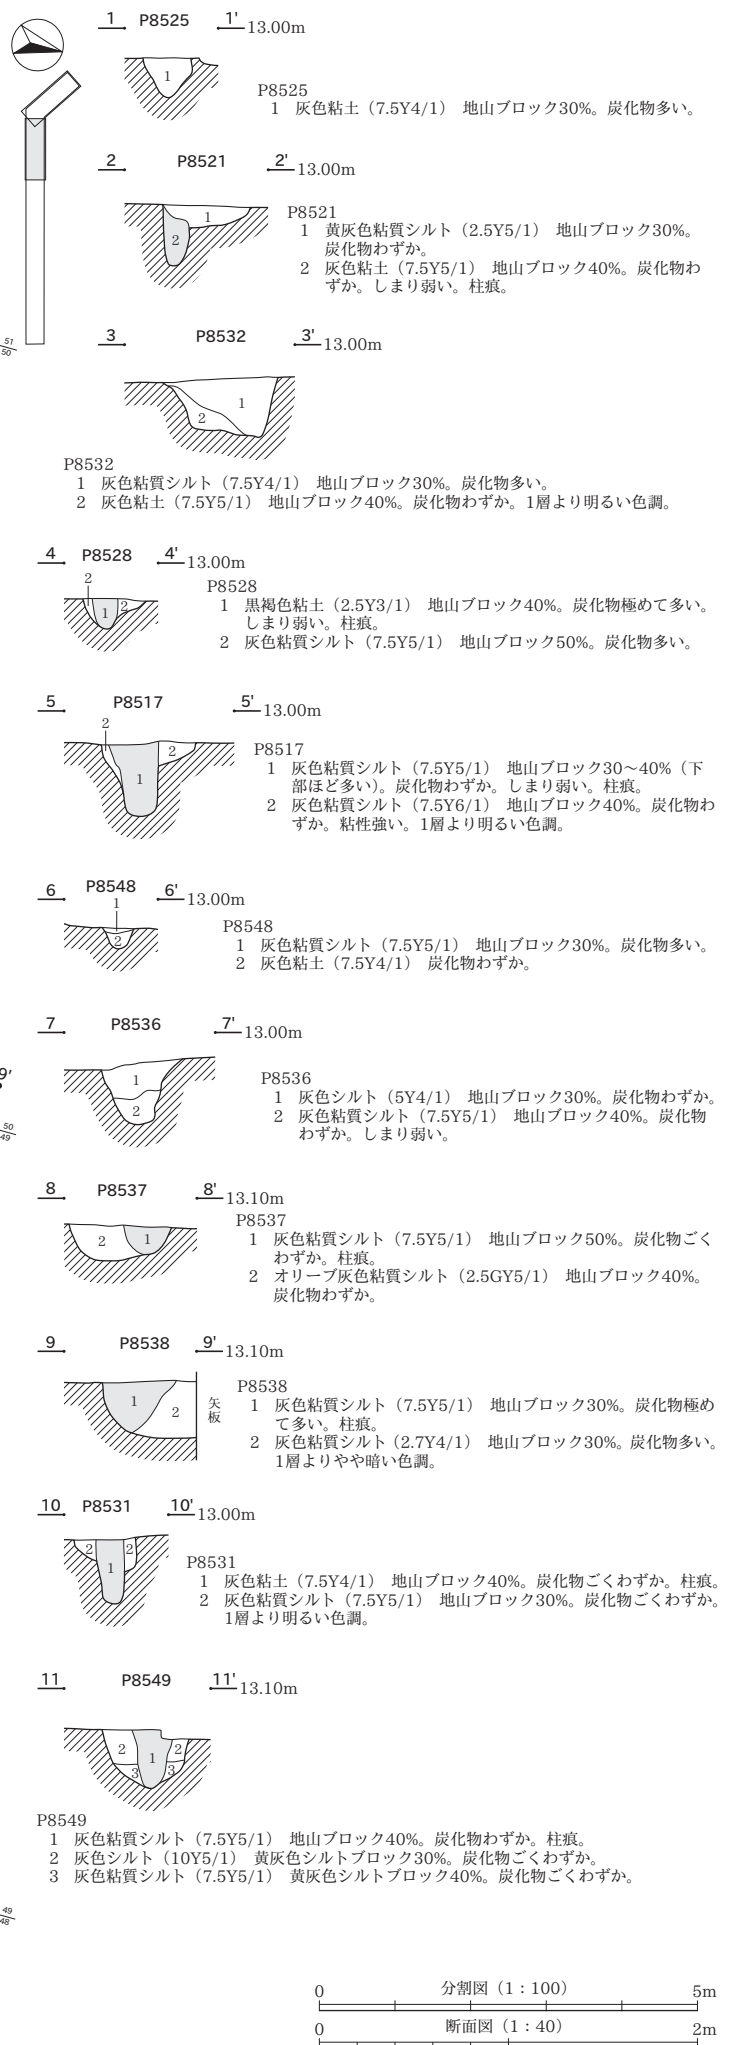 1 P8525 1' 13.00m
1
P8525
1 灰色粘土（7.5Y4/1） 地山ブロック30%。炭化物多い。
2 P8521 2' 13.00m
1
2
P8521
1 黄灰色粘質シルト（2.5Y5/1） 地山ブロック30%。
炭化物わずか。
2 灰色粘土（7.5Y5/1） 地山ブロック40%。炭化物わ
ずか。しまり弱い。柱痕。
51
50
3 P8532 3' 13.00m
1
2
P8532
1 灰色粘質シルト（7.5Y4/1） 地山ブロック30%。炭化物多い。
2 灰色粘土（7.5Y5/1） 地山ブロック40%。炭化物わずか。1層より明るい色調。
4 P8528 4' 13.00m
2
1 2
P8528
1 黒褐色粘土（2.5Y3/1） 地山ブロック40%。炭化物極めて多い。
しまり弱い。柱痕。
2 灰色粘質シルト（7.5Y5/1） 地山ブロック50%。炭化物多い。
5 P8517 5' 13.00m
2
2
1
P8517
1 灰色粘質シルト（7.5Y5/1） 地山ブロック30～40%（下
部ほど多い）。炭化物わずか。しまり弱い。柱痕。
2 灰色粘質シルト（7.5Y6/1） 地山ブロック40%。炭化物わ
ずか。粘性強い。1層より明るい色調。
6 P8548 6' 13.00m
1
2
P8548
1 灰色粘質シルト（7.5Y5/1） 地山ブロック30%。炭化物多い。
2 灰色粘土（7.5Y4/1） 炭化物わずか。
7 P8536 7' 13.00m
9'
1
2
P8536
1 灰色シルト（5Y4/1） 地山ブロック30%。炭化物わずか。
2 灰色粘質シルト（7.5Y5/1） 地山ブロック40%。炭化物
わずか。しまり弱い。
50
49
8 P8537 8' 13.10m
2 1
P8537
1 灰色粘質シルト（7.5Y5/1） 地山ブロック50%。炭化物ごく
わずか。柱痕。
2 オリーブ灰色粘質シルト（2.5GY5/1） 地山ブロック40%。
炭化物わずか。
9 P8538 9' 13.10m
1
2
矢板
P8538
1 灰色粘質シルト（7.5Y5/1） 地山ブロック30%。炭化物極め
て多い。柱痕。
2 灰色粘質シルト（2.7Y4/1） 地山ブロック30%。炭化物多い。
1層よりやや暗い色調。
10 P8531 10' 13.00m
2 2
1
P8531
1 灰色粘土（7.5Y4/1） 地山ブロック40%。炭化物ごくわずか。柱痕。
2 灰色粘質シルト（7.5Y5/1） 地山ブロック30%。炭化物ごくわずか。
1層より明るい色調。
11 P8549 11' 13.10m
2 1 2
3 3
P8549
1 灰色粘質シルト（7.5Y5/1） 地山ブロック40%。炭化物わずか。柱痕。
2 灰色シルト（10Y5/1） 黄灰色シルトブロック30%。炭化物ごくわずか。
3 灰色粘質シルト（7.5Y5/1） 黄灰色シルトブロック40%。炭化物ごくわずか。
49
48
0 分割図（1：100） 5m
0 断面図（1：40） 2m